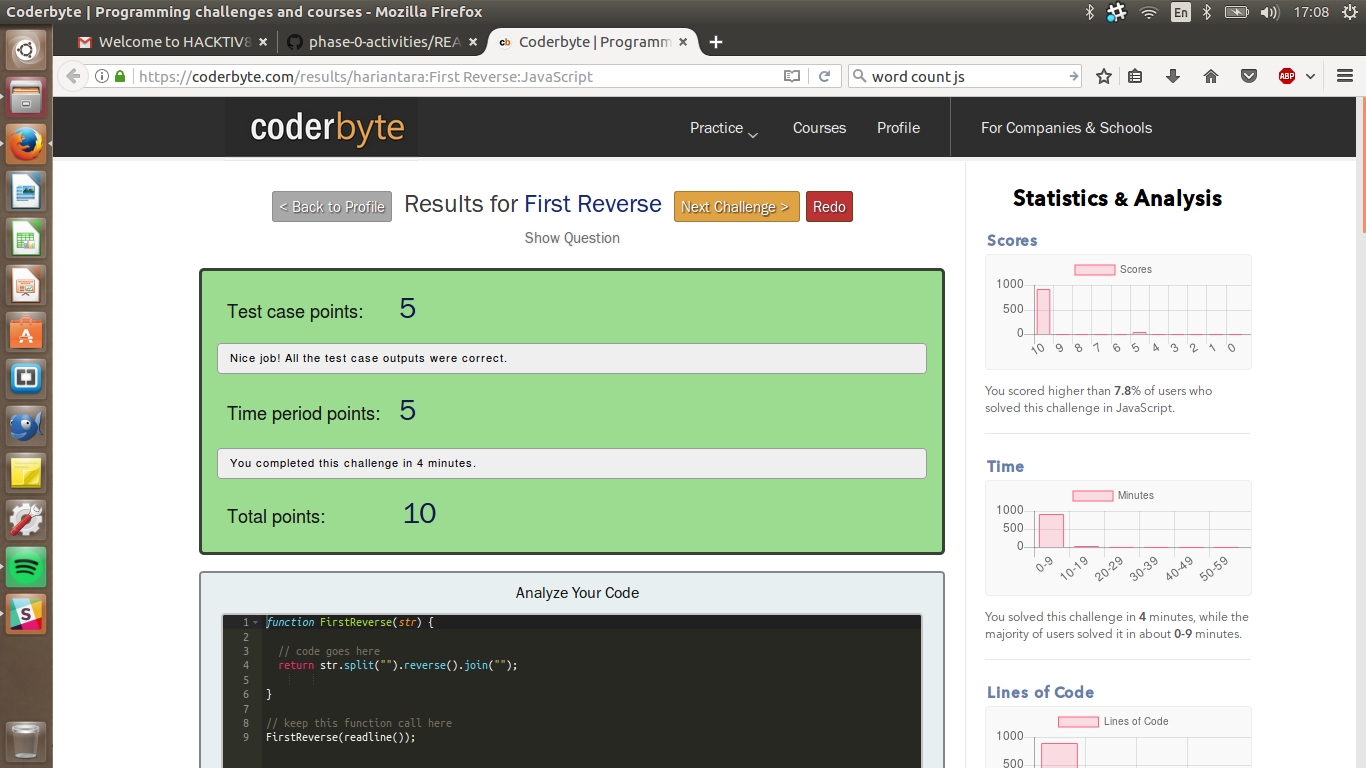 Coderbyte | Programming challenges and courses - Mozilla Firefox
En
17:08
Welcome to HACKTIV8
phase-0-activities/REA
cb
Coderbyte | Programm
https://coderbyte.com/results/hariantara:First Reverse:JavaScript
word count js
ABP
coderbyte
Practice
Courses
Profile
For Companies & Schools
< Back to Profile
Results for First Reverse
Next Challenge >
Redo
Show Question
Test case points: 5
Nice job! All the test case outputs were correct.
Time period points: 5
You completed this challenge in 4 minutes.
Total points: 10
Analyze Your Code
1 function FirstReverse(str) {
2
3 // code goes here
4 return str.split("").reverse().join("");
5
6 }
7
8 // keep this function call here
9 FirstReverse(readline());
Statistics & Analysis
Scores
Scores
1000
500
0
10 9 8 7 6 5 4 3 2 1 0
You scored higher than 7.8% of users who
solved this challenge in JavaScript.
Time
Minutes
1000
500
0
0-9 10-19 20-29 30-39 40-49 50-59
You solved this challenge in 4 minutes, while the
majority of users solved it in about 0-9 minutes.
Lines of Code
Lines of Code
1000
500